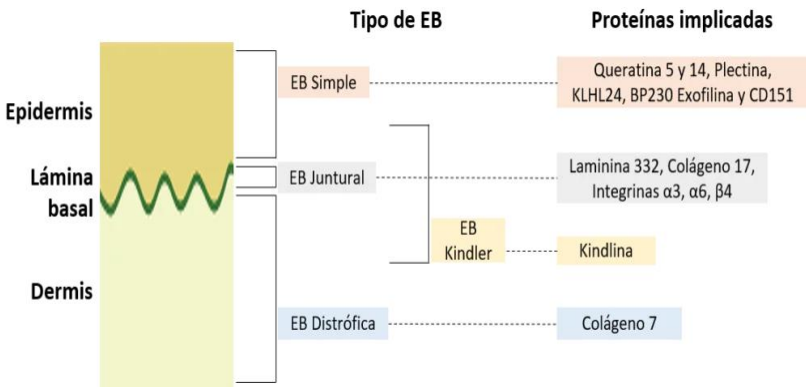 Tipo de EB
Proteínas implicadas
Epidermis
Lámina
basal
Dermis
EB Simple
Queratina 5 y 14, Plectina,
KLHL24, BP230 Exofilina y CD151
EB Juntural
Laminina 332, Colágeno 17,
Integrinas α3, α6, β4
EB
Kindler
Kindlina
EB Distrófica
Colágeno 7